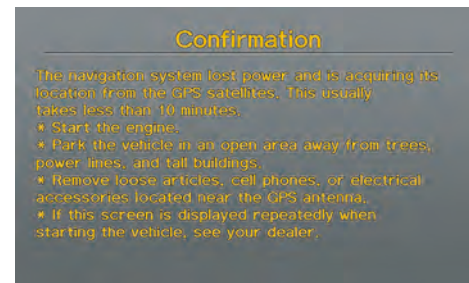 Confirmation
The navigation system lost power and is acquiring its
location from the GPS satellites. This usually
takes less than 10 minutes.
* Start the engine.
* Park the vehicle in an open area away from trees,
power lines, and tall buildings.
* Remove loose articles, cell phones, or electrical
accessories located near the GPS antenna.
* If this screen is displayed repeatedly when
starting the vehicle, see your dealer.